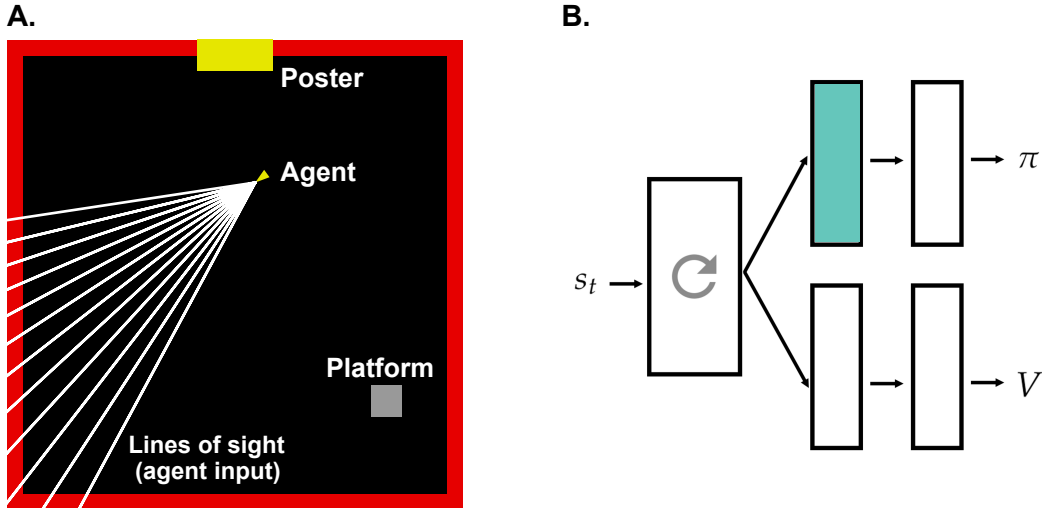 A.
Poster
Agent
Platform
Lines of sight
(agent input)
B.
s_t
π
V